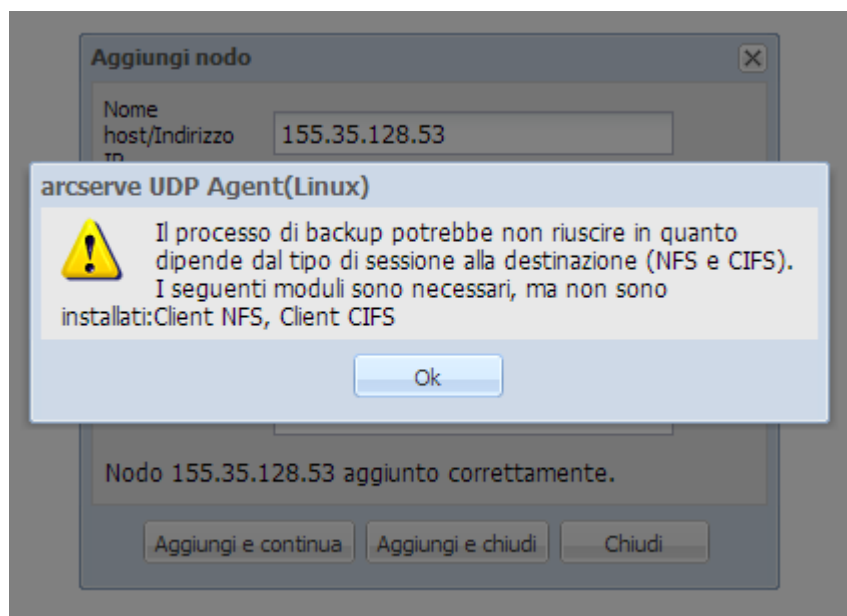 Aggiungi nodo
Nome
host/Indirizzo
155.35.128.53
arcserve UDP Agent(Linux)
Il processo di backup potrebbe non riuscire in quanto
dipende dal tipo di sessione alla destinazione (NFS e CIFS).
I seguenti moduli sono necessari, ma non sono
installati:Client NFS, Client CIFS
Ok
Nodo 155.35.128.53 aggiunto correttamente.
Aggiungi e continua Aggiungi e chiudi Chiudi